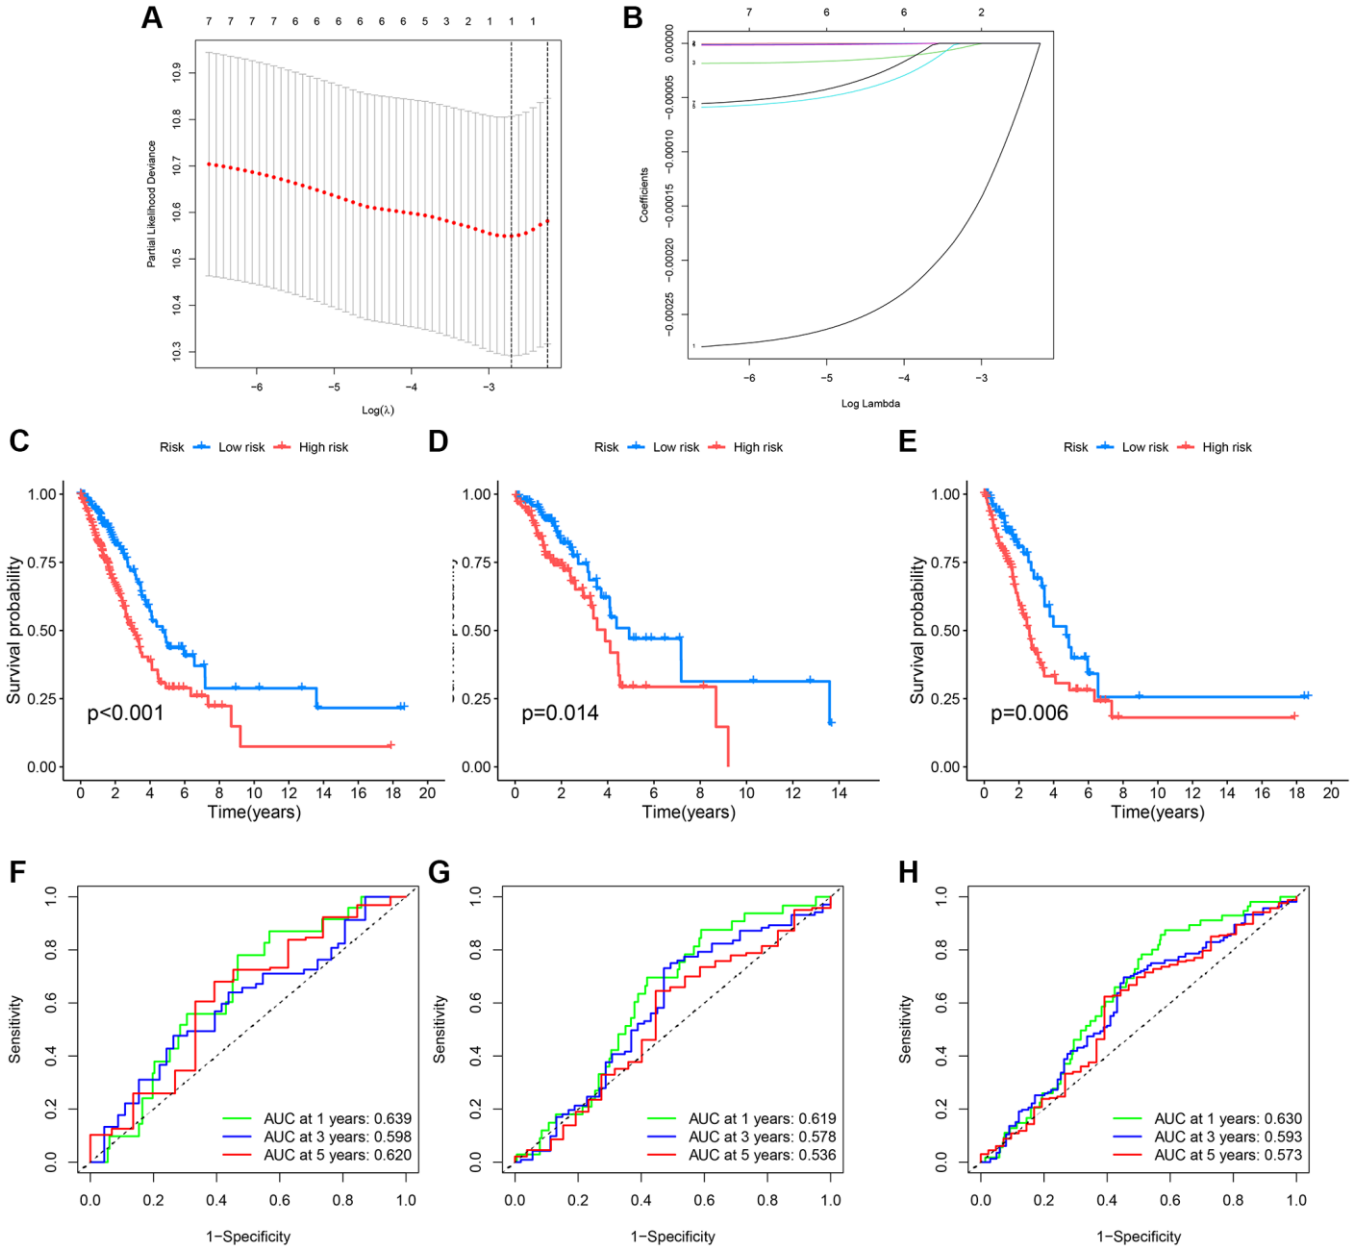 A
7 7 7 7 6 6 6 6 6 5 3 2 1 1 1
Partial Likelihood Deviance
10.9
10.8
10.7
10.6
10.5
10.4
10.3
−6 −5 −4 −3
Log(λ)
B
7 6 6 2
Coefficients
0.00000
−0.00005
−0.00010
−0.00015
−0.00020
−0.00025
3
1
−6 −5 −4 −3
Log Lambda
C
Risk Low risk High risk
Survival probability
1.00
0.75
0.50
0.25
0.00
p<0.001
0 2 4 6 8 10 12 14 16 18 20
Time(years)
D
Risk Low risk High risk
1.00
0.75
0.50
0.25
0.00
p=0.014
0 2 4 6 8 10 12 14
Time(years)
E
Risk Low risk High risk
Survival probability
1.00
0.75
0.50
0.25
0.00
p=0.006
0 2 4 6 8 10 12 14 16 18 20
Time(years)
F
Sensitivity
1.0
0.8
0.6
0.4
0.2
0.0
AUC at 1 years: 0.639
AUC at 3 years: 0.598
AUC at 5 years: 0.620
0.0 0.2 0.4 0.6 0.8 1.0
1−Specificity
G
Sensitivity
1.0
0.8
0.6
0.4
0.2
0.0
AUC at 1 years: 0.619
AUC at 3 years: 0.578
AUC at 5 years: 0.536
0.0 0.2 0.4 0.6 0.8 1.0
1−Specificity
H
Sensitivity
1.0
0.8
0.6
0.4
0.2
0.0
AUC at 1 years: 0.630
AUC at 3 years: 0.593
AUC at 5 years: 0.573
0.0 0.2 0.4 0.6 0.8 1.0
1−Specificity